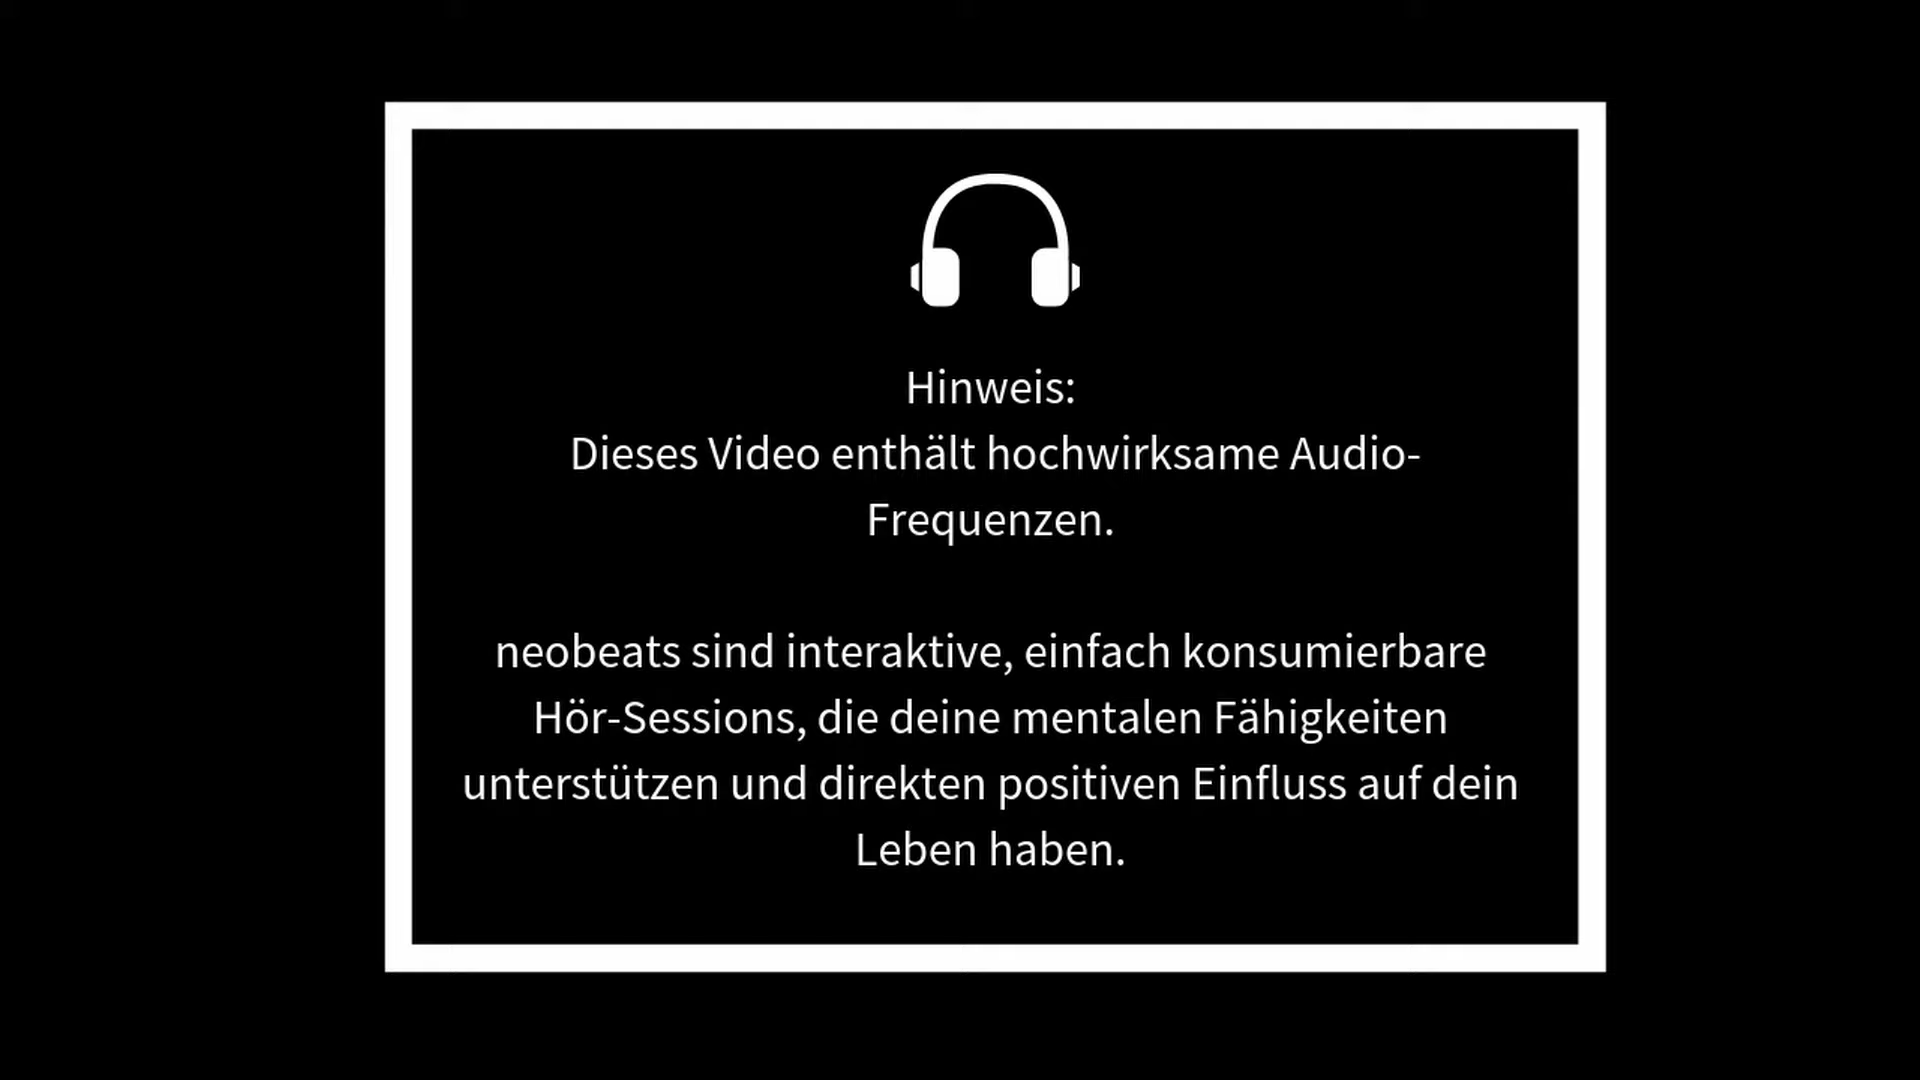 Hinweis:
Dieses Video enthält hochwirksame Audio-
Frequenzen.
neobeats sind interaktive, einfach konsumierbare
Hör-Sessions, die deine mentalen Fähigkeiten
unterstützen und direkten positiven Einfluss auf dein
Leben haben.